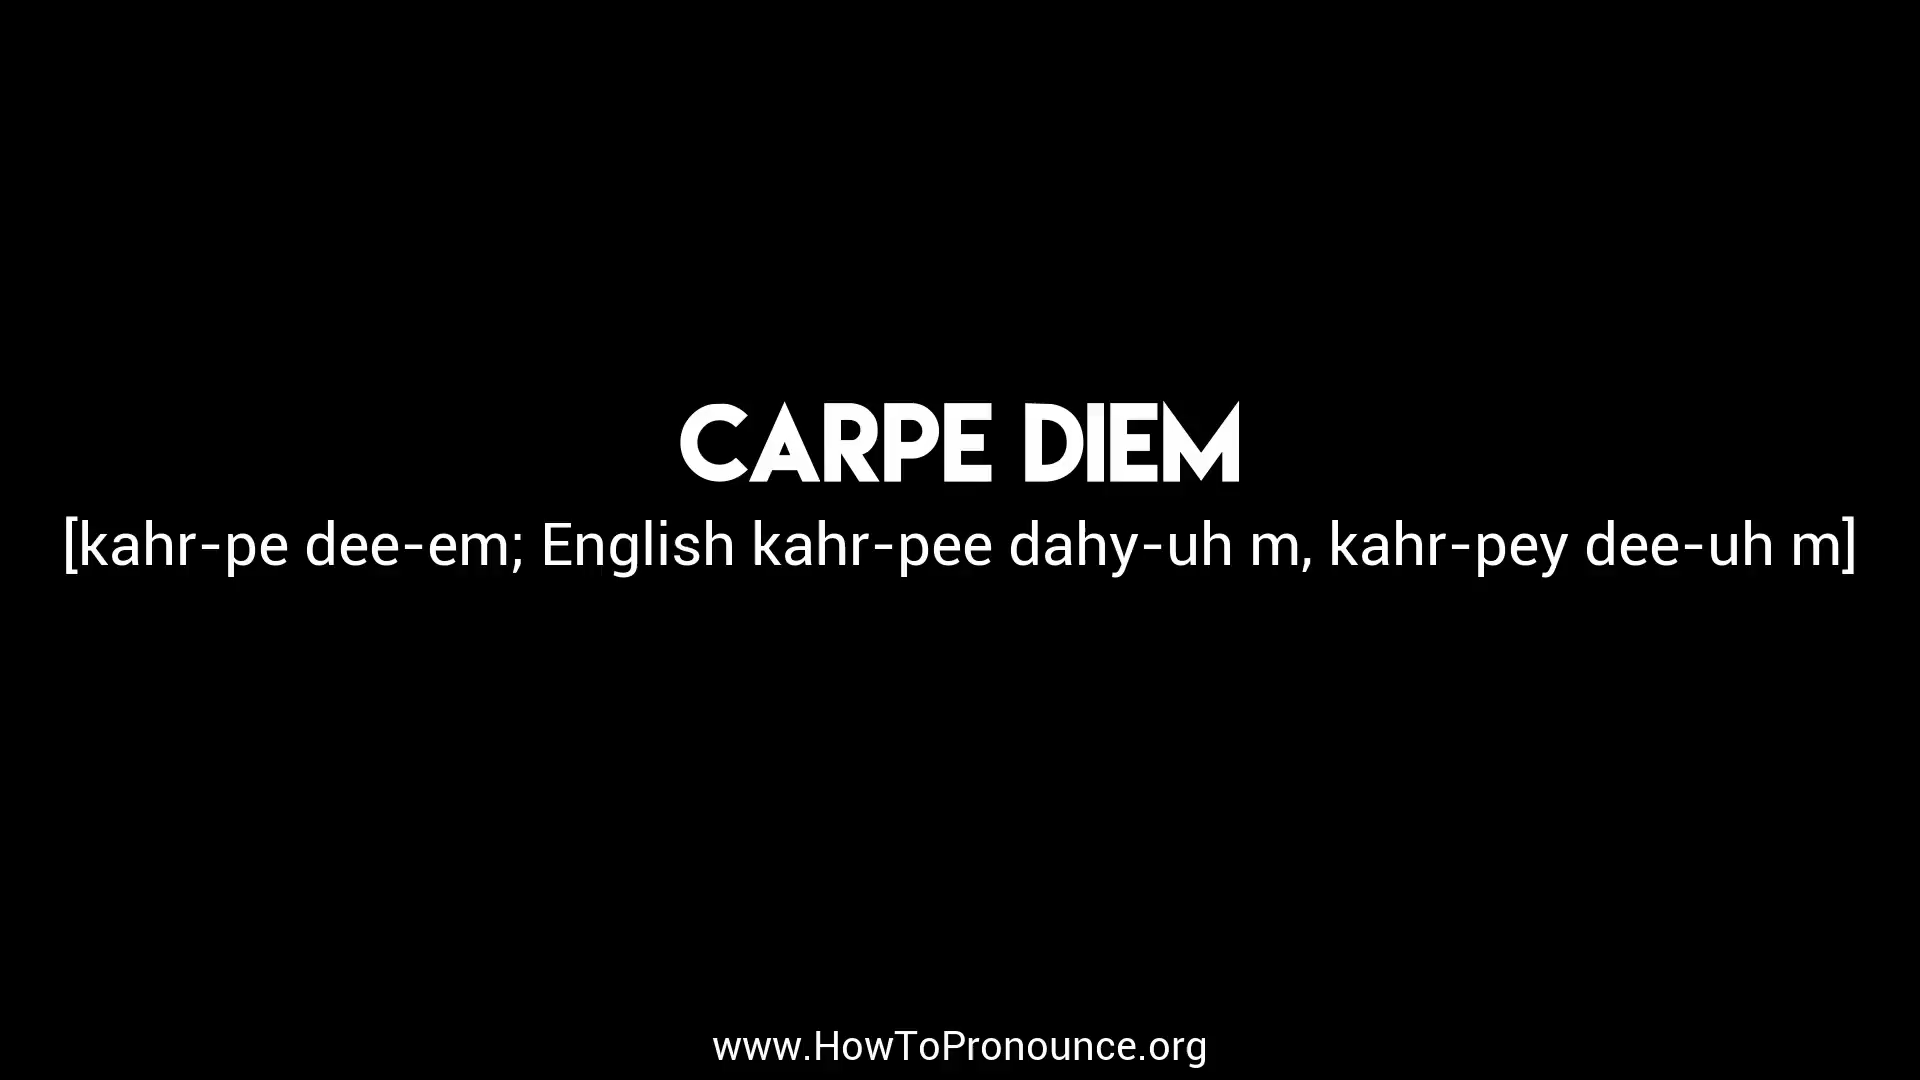 CARPE DIEM
[kahr-pe dee-em; English kahr-pee dahy-uh m, kahr-pey dee-uh m]
www.HowToPronounce.org